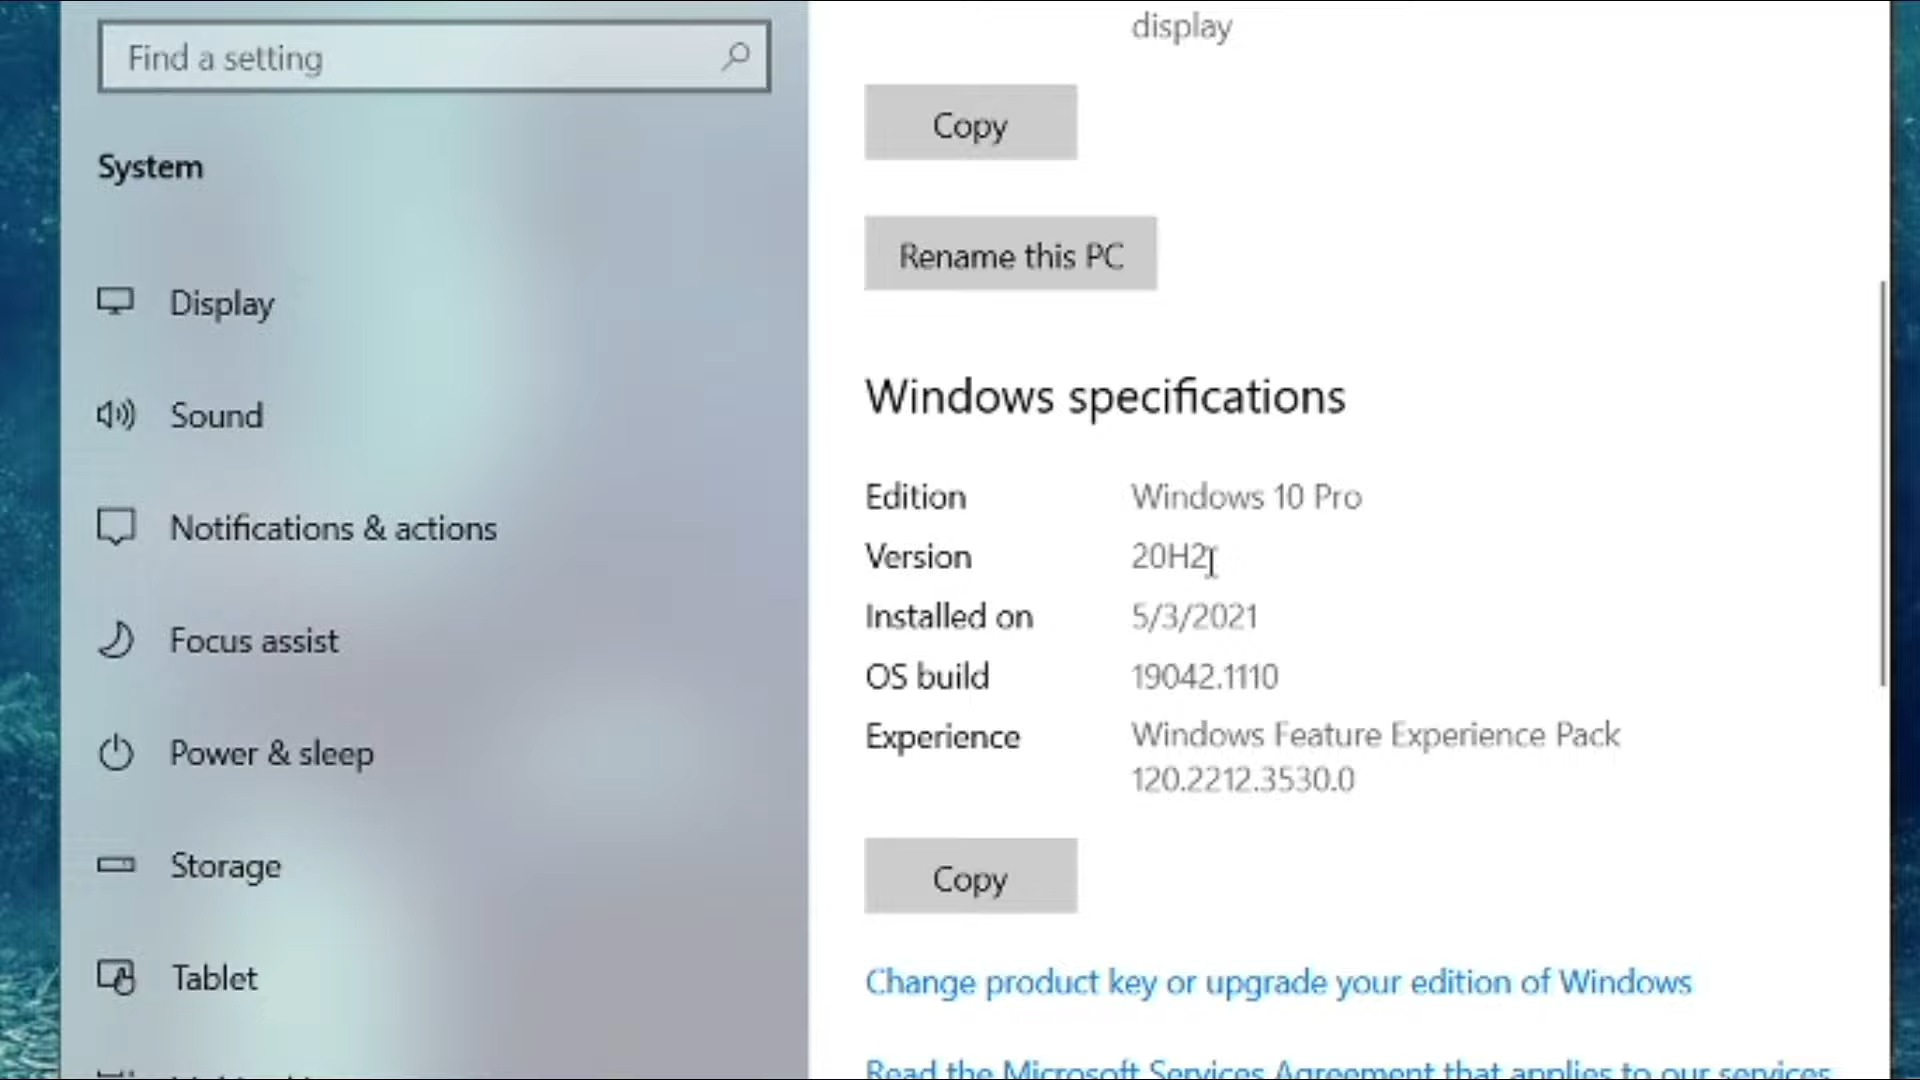 Find a setting
System
Display
Sound
Notifications & actions
Focus assist
Power & sleep
Storage
Tablet
display
Copy
Rename this PC
Windows specifications
Edition Windows 10 Pro
Version 20H2
Installed on 5/3/2021
OS build 19042.1110
Experience Windows Feature Experience Pack
120.2212.3530.0
Copy
Change product key or upgrade your edition of Windows
Read the Microsoft Services Agreement that applies to our services